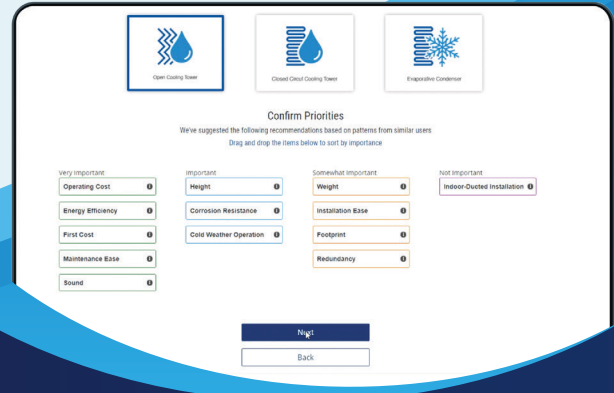 Open Cooling Tower
Closed Circuit Cooling Tower
Evaporative Condenser
Confirm Priorities
We've suggested the following recommendations based on patterns from similar users
Drag and drop the items below to sort by importance
Very Important
Operating Cost
Energy Efficiency
First Cost
Maintenance Ease
Sound
Important
Height
Corrosion Resistance
Cold Weather Operation
Somewhat Important
Weight
Installation Ease
Footprint
Redundancy
Not Important
Indoor-Ducted Installation
Next
Back